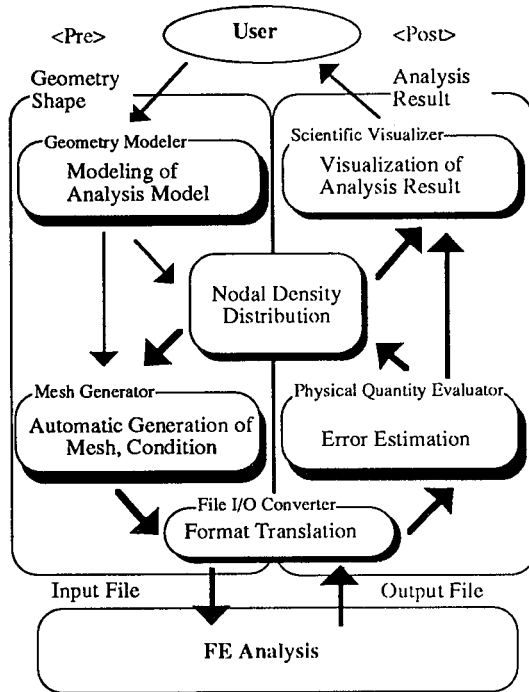 <Pre>
User
<Post>
Geometry
Shape
Analysis
Result
Geometry Modeler
Modeling of
Analysis Model
Scientific Visualizer
Visualization of
Analysis Result
Nodal Density
Distribution
Mesh Generator
Automatic Generation of
Mesh, Condition
Physical Quantity Evaluator
Error Estimation
File I/O Converter
Format Translation
Input File
Output File
FE Analysis